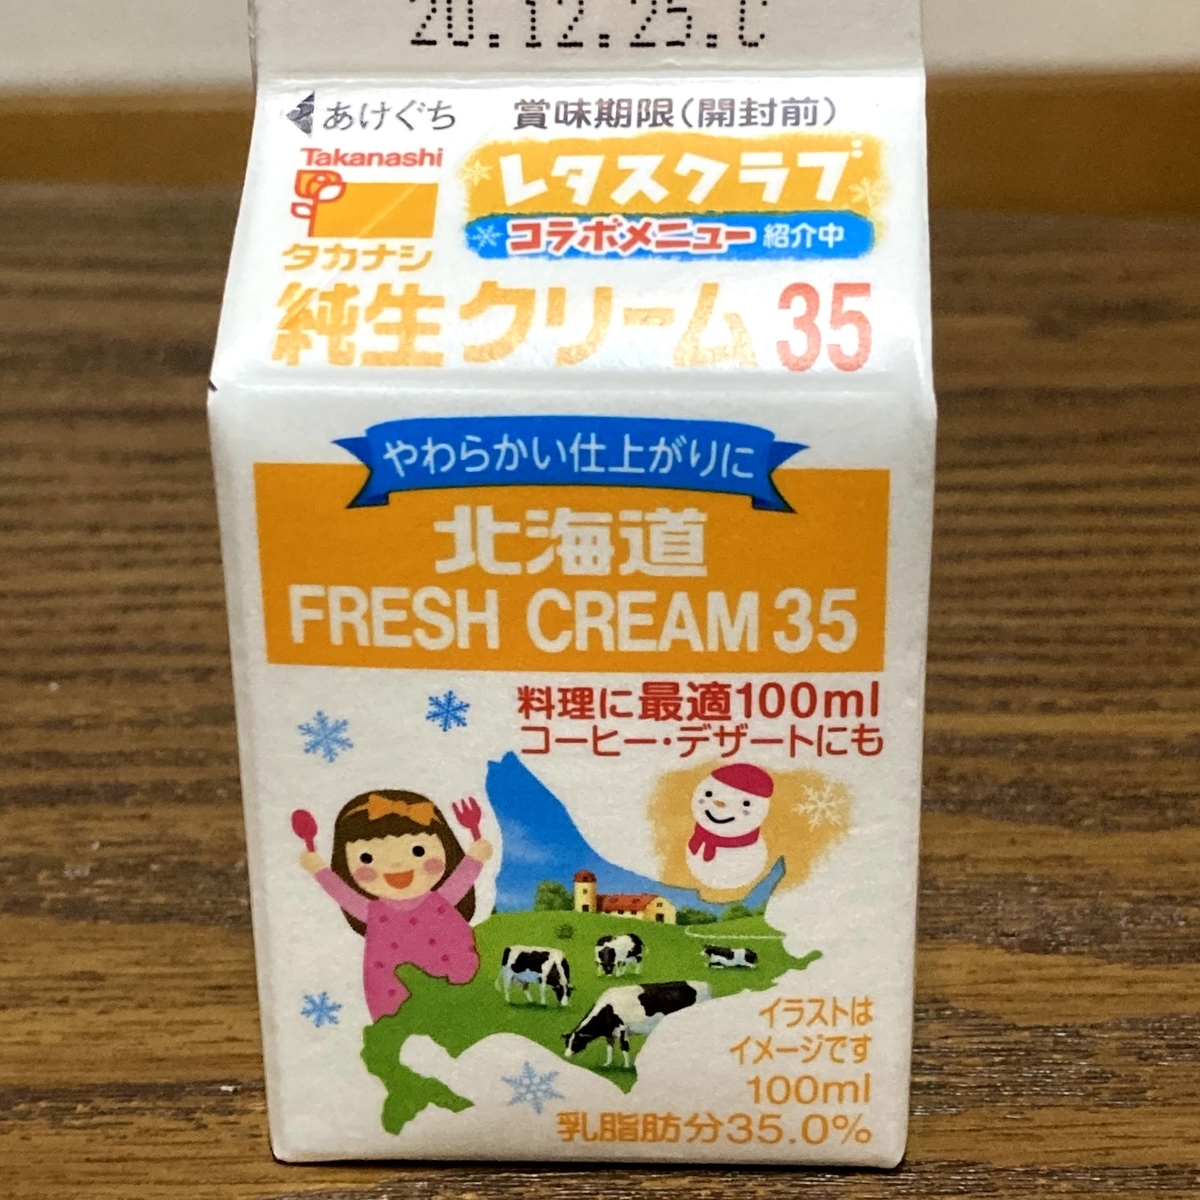 20.12.25.C
あけぐち 賞味期限(開封前)
Takanashi
タカナシ
レタスクラブ
コラボメニュー 紹介中
純生クリーム 35
やわらかい仕上がりに
北海道
FRESH CREAM 35
料理に最適100ml
コーヒー・デザートにも
イラストは
イメージです
100ml
乳脂肪分35.0%